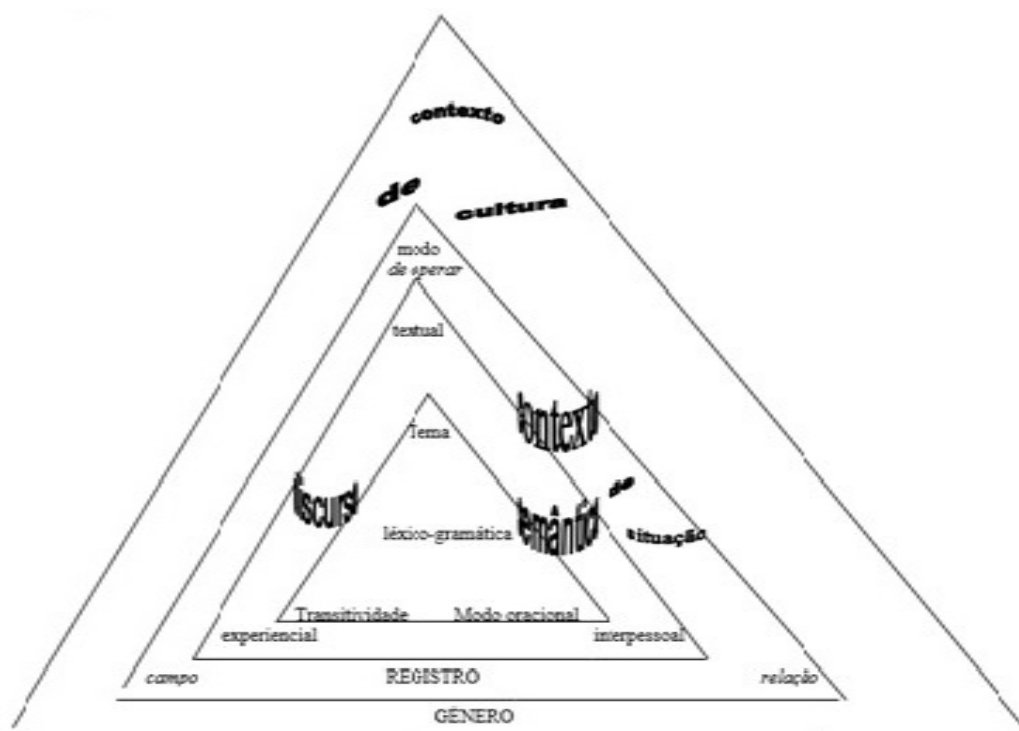 contexto
de
cultura
modo
de operar
textual
Tema
de
situação
léxico-gramática
Transitividade Modo oracional
experiencial interpessoal
campo REGISTRO relação
GÊNERO